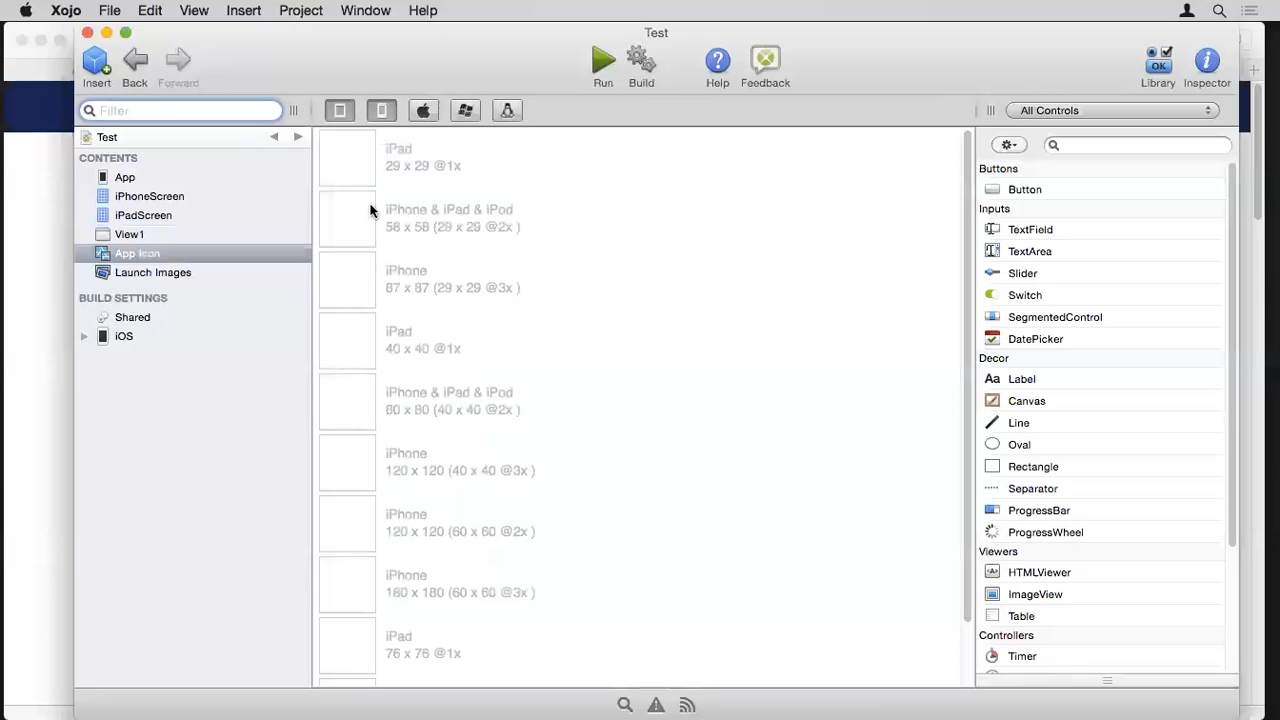 Xojo File Edit View Insert Project Window Help
Test
Insert Back Forward Run Build Help Feedback Library Inspector
OK
Filter
All Controls
Test
CONTENTS
App
iPhoneScreen
iPadScreen
View1
App Icon
Launch Images
BUILD SETTINGS
Shared
iOS
iPad
29 x 29 @1x
iPhone & iPad & iPod
58 x 58 (29 x 29 @2x )
iPhone
87 x 87 (29 x 29 @3x )
iPad
40 x 40 @1x
iPhone & iPad & iPod
80 x 80 (40 x 40 @2x )
iPhone
120 x 120 (40 x 40 @3x )
iPhone
120 x 120 (60 x 60 @2x )
iPhone
180 x 180 (60 x 60 @3x )
iPad
76 x 76 @1x
Buttons
Button
Inputs
TextField
TextArea
Slider
Switch
SegmentedControl
DatePicker
Decor
Aa Label
Canvas
Line
Oval
Rectangle
Separator
ProgressBar
ProgressWheel
Viewers
HTMLViewer
ImageView
Table
Controllers
Timer